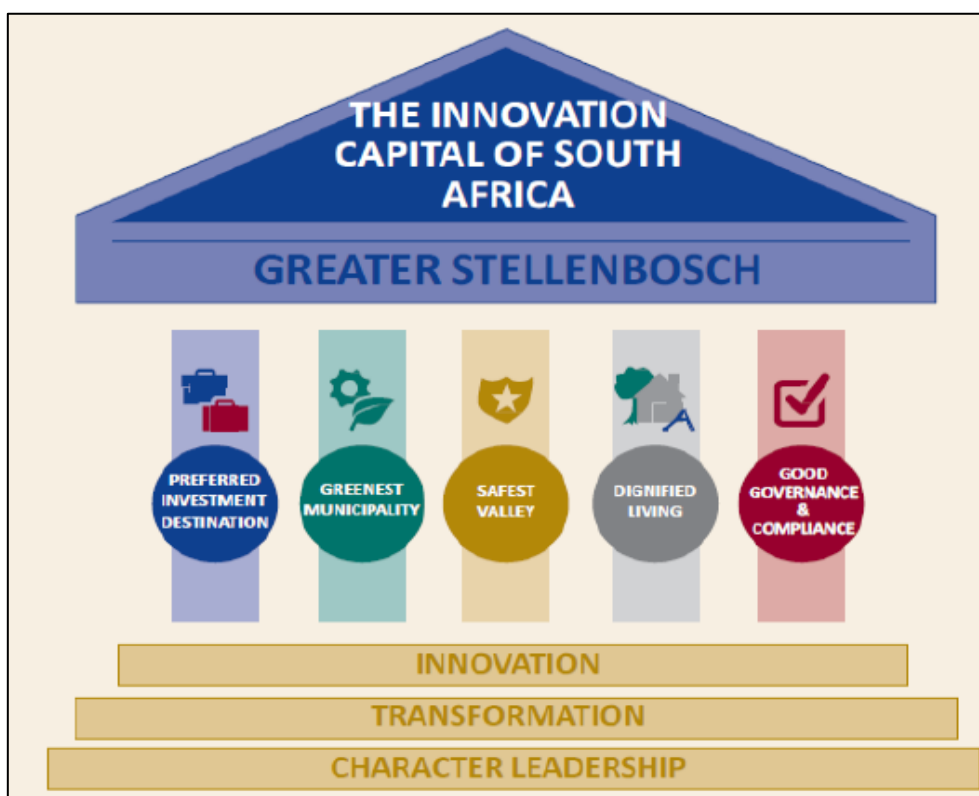 THE INNOVATION
CAPITAL OF SOUTH
AFRICA
GREATER STELLENBOSCH
PREFERRED
INVESTMENT
DESTINATION
GREENEST
MUNICIPALITY
SAFEST
VALLEY
DIGNIFIED
LIVING
GOOD
GOVERNANCE
&
COMPLIANCE
INNOVATION
TRANSFORMATION
CHARACTER LEADERSHIP